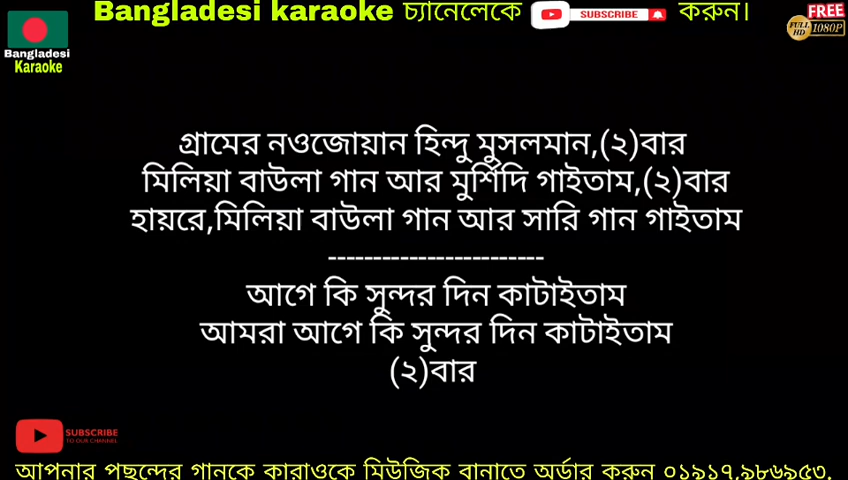 Bangladesi karaoke চ্যানেলেকে SUBSCRIBE করুন।
FREE
FULL HD 1080P
Bangladesi
Karaoke
গ্রামের নওজোয়ান হিন্দু মুসলমান,(২)বার
মিলিয়া বাউলা গান আর মুর্শিদি গাইতাম,(২)বার
হায়রে,মিলিয়া বাউলা গান আর সারি গান গাইতাম
------------------------
আগে কি সুন্দর দিন কাটাইতাম
আমরা আগে কি সুন্দর দিন কাটাইতাম
(২)বার
SUBSCRIBE
TO OUR CHANNEL
আপনার পছন্দের গানকে কারাওকে মিউজিক বানাতে অর্ডার করুন ০১৯১৭,৯৮৬৯৫৩.